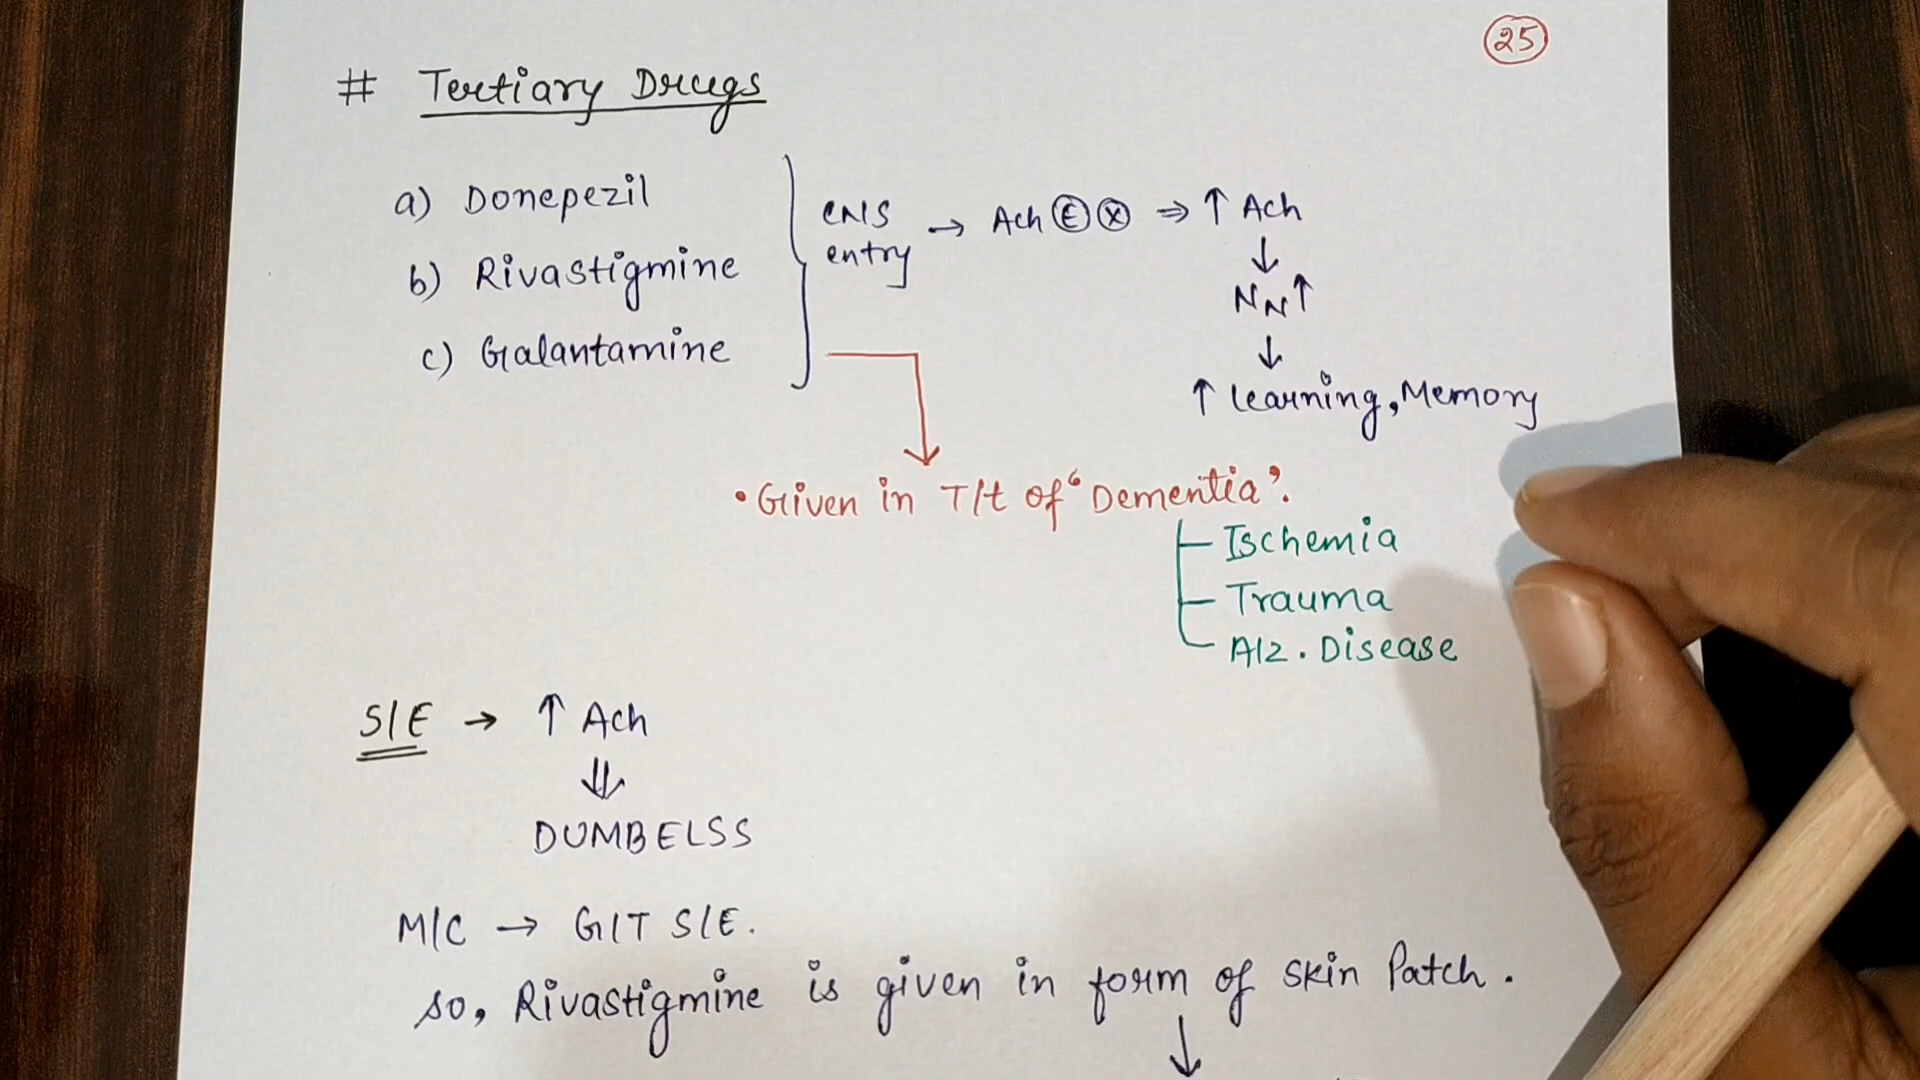 25
# Tertiary Drugs
a) Donepezil
b) Rivastigmine
c) Galantamine
CNS
entry
→ Ach Ⓔ ⓧ ⇒ ↑ Ach
↓
NN↑
↓
↑ learning, Memory
• Given in T/t of "Dementia".
Ischemia
Trauma
Alz. Disease
S/E → ↑ Ach
⇓
DUMBELSS
M/C → GIT S/E.
so, Rivastigmine is given in form of skin Patch.
↓